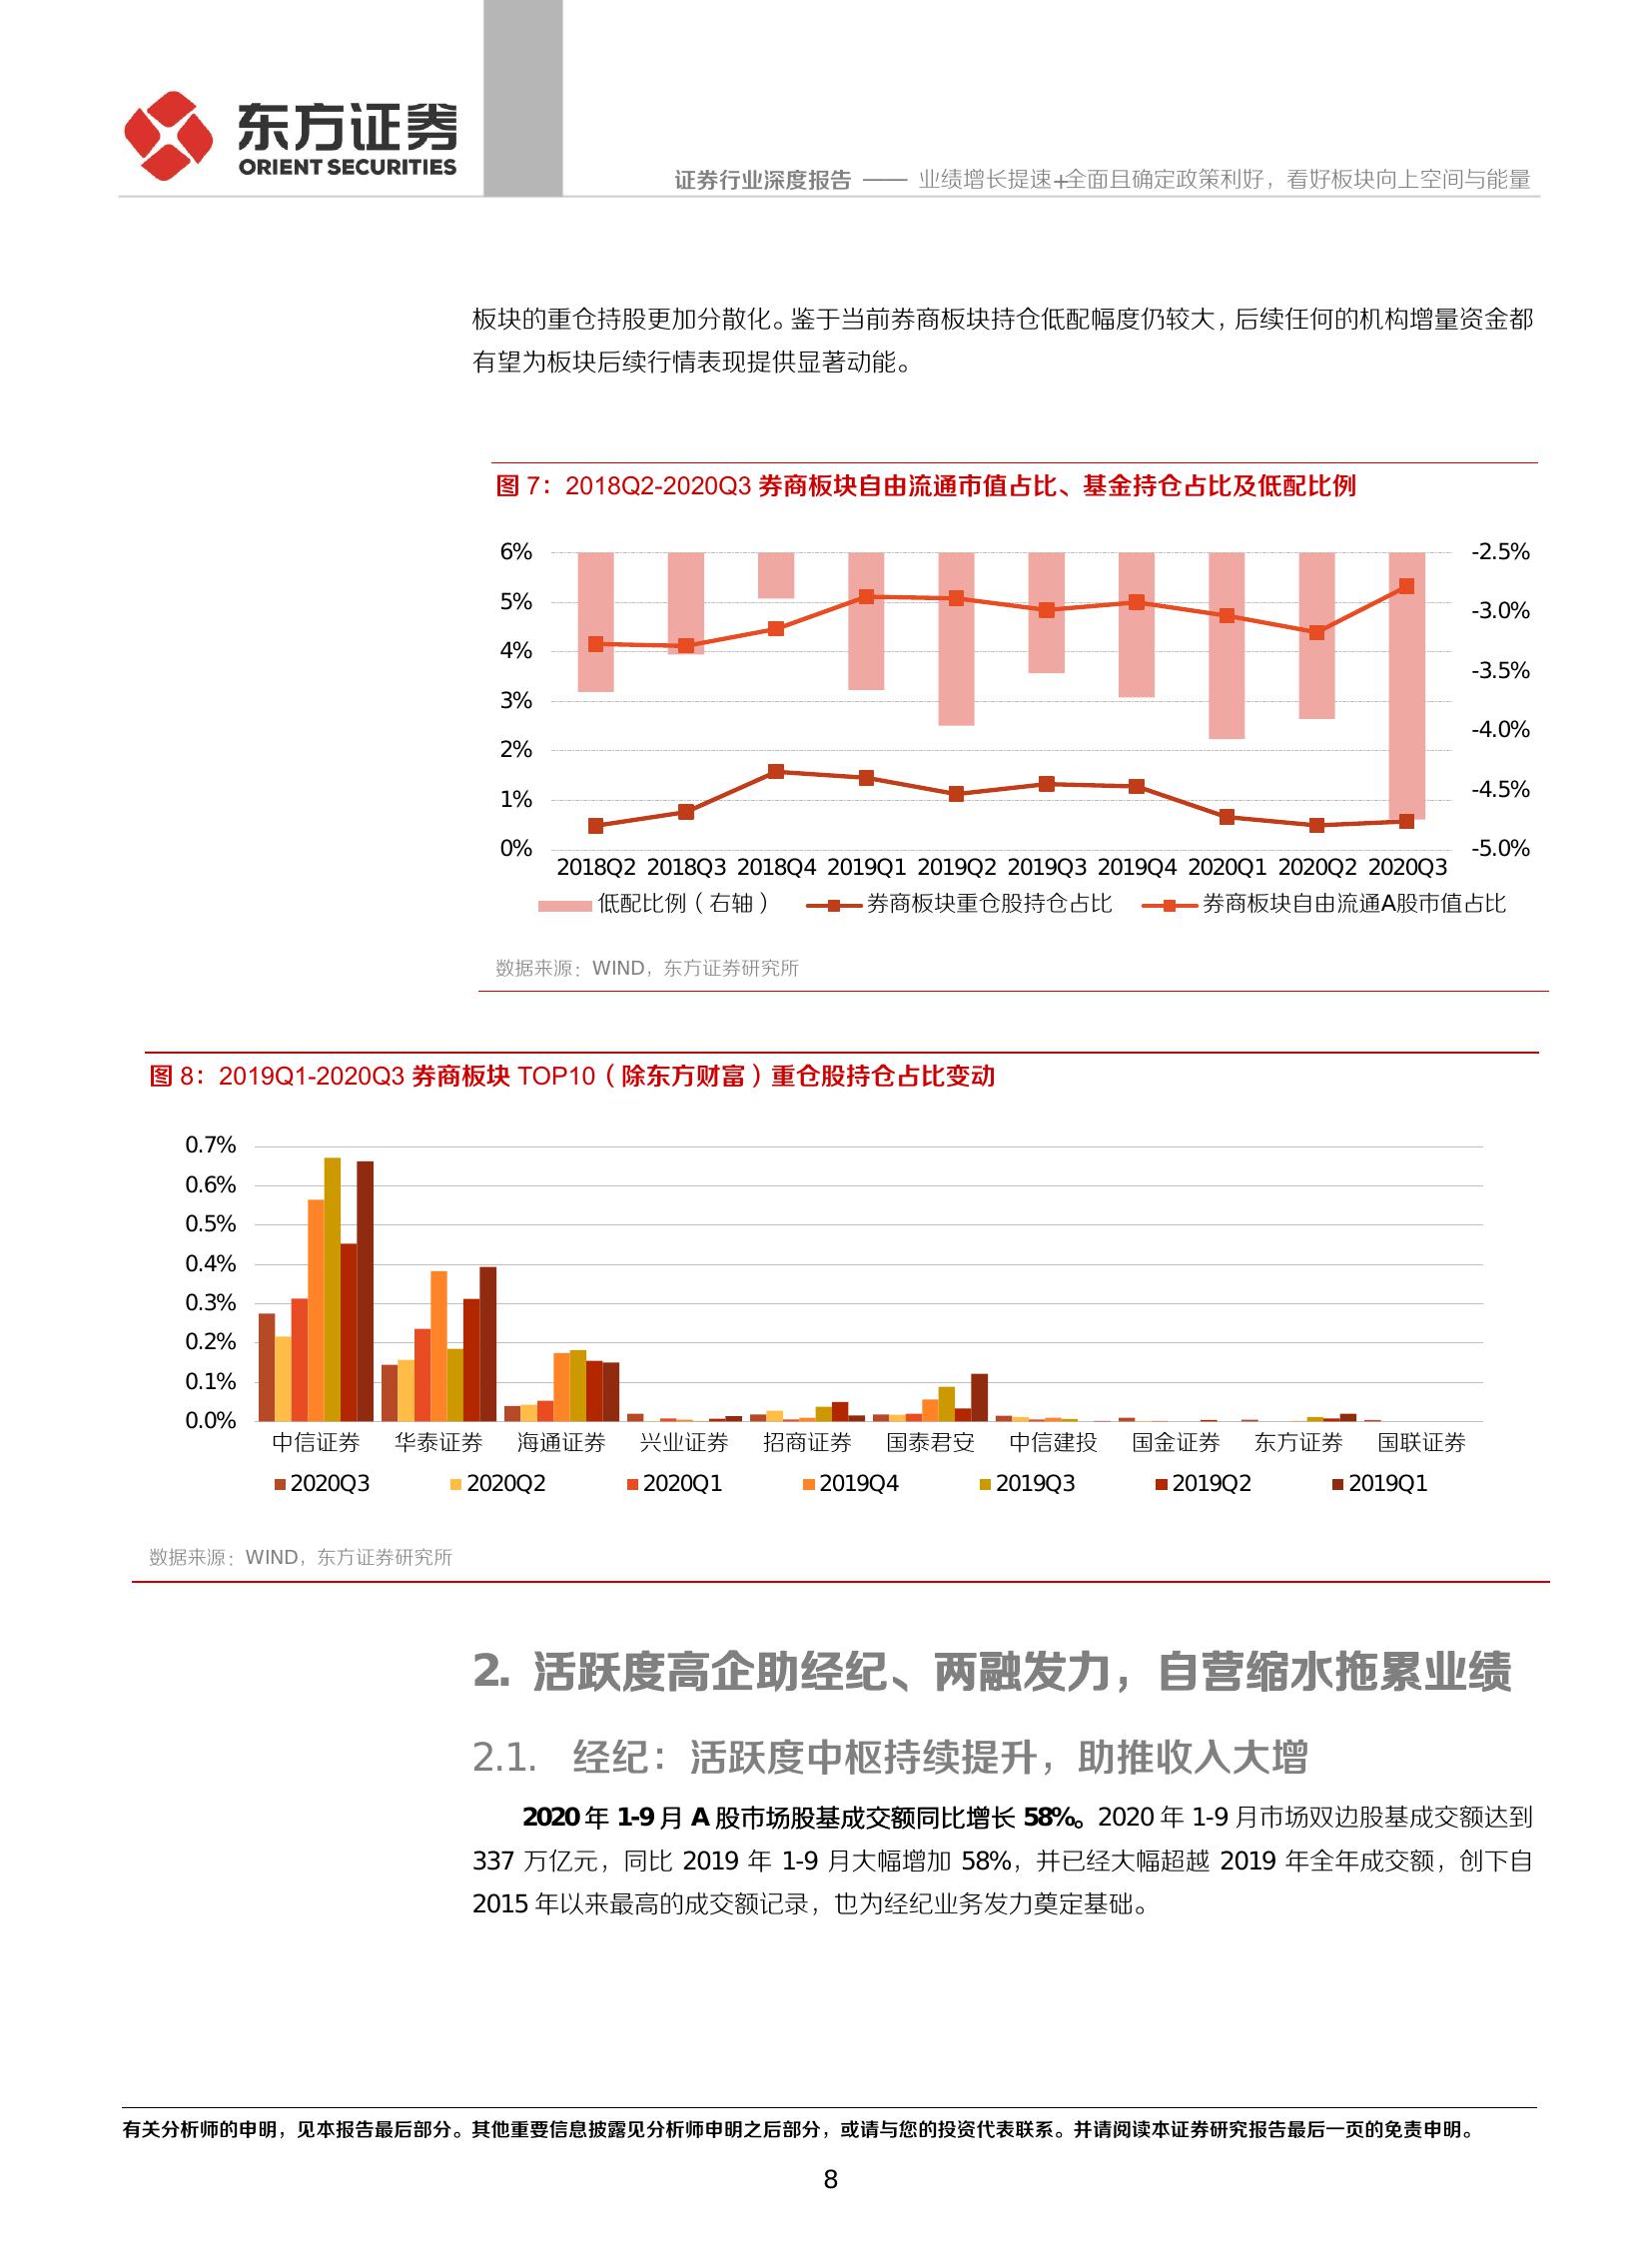 东方证券
ORIENT SECURITIES
证券行业深度报告 —— 业绩增长提速+全面且确定政策利好，看好板块向上空间与能量
板块的重仓持股更加分散化。鉴于当前券商板块持仓低配幅度仍较大，后续任何的机构增量资金都
有望为板块后续行情表现提供显著动能。
图 7：2018Q2-2020Q3 券商板块自由流通市值占比、基金持仓占比及低配比例
6% -2.5%
5% -3.0%
4% -3.5%
3% -4.0%
2% -4.5%
1% -5.0%
0%
2018Q2 2018Q3 2018Q4 2019Q1 2019Q2 2019Q3 2019Q4 2020Q1 2020Q2 2020Q3
低配比例（右轴） 券商板块重仓股持仓占比 券商板块自由流通A股市值占比
数据来源：WIND，东方证券研究所
图 8：2019Q1-2020Q3 券商板块 TOP10（除东方财富）重仓股持仓占比变动
0.7%
0.6%
0.5%
0.4%
0.3%
0.2%
0.1%
0.0%
中信证券 华泰证券 海通证券 兴业证券 招商证券 国泰君安 中信建投 国金证券 东方证券 国联证券
2020Q3 2020Q2 2020Q1 2019Q4 2019Q3 2019Q2 2019Q1
数据来源：WIND，东方证券研究所
2. 活跃度高企助经纪、两融发力，自营缩水拖累业绩
2.1. 经纪：活跃度中枢持续提升，助推收入大增
2020 年 1-9 月 A 股市场股基成交额同比增长 58%。2020 年 1-9 月市场双边股基成交额达到
337 万亿元，同比 2019 年 1-9 月大幅增加 58%，并已经大幅超越 2019 年全年成交额，创下自
2015 年以来最高的成交额记录，也为经纪业务发力奠定基础。
有关分析师的申明，见本报告最后部分。其他重要信息披露见分析师申明之后部分，或请与您的投资代表联系。并请阅读本证券研究报告最后一页的免责申明。
8